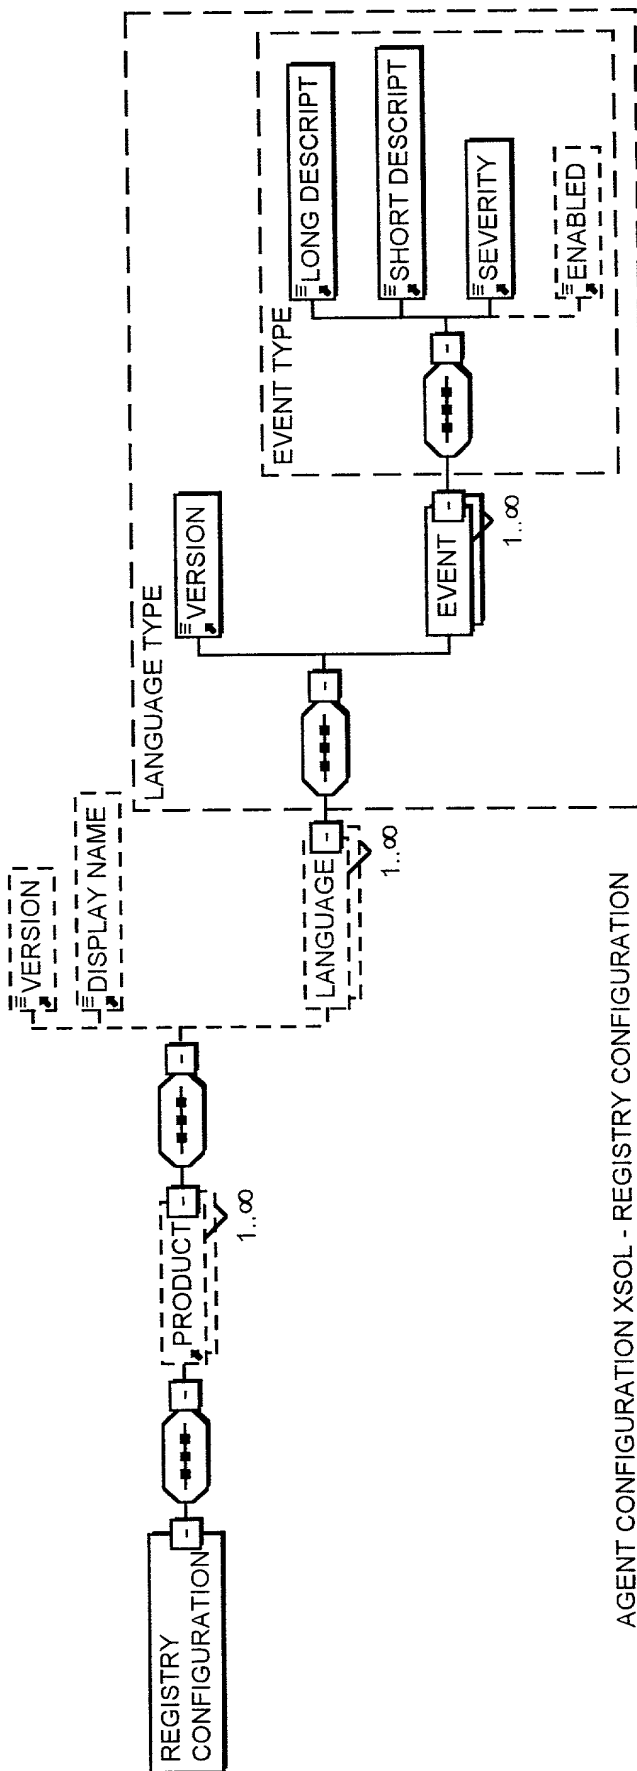 REGISTRY
CONFIGURATION
PRODUCT
1..∞
VERSION
DISPLAY NAME
LANGUAGE
1..∞
LANGUAGE TYPE
VERSION
EVENT
1..∞
EVENT TYPE
LONG DESCRIPT
SHORT DESCRIPT
SEVERITY
ENABLED
AGENT CONFIGURATION XSOL - REGISTRY CONFIGURATION